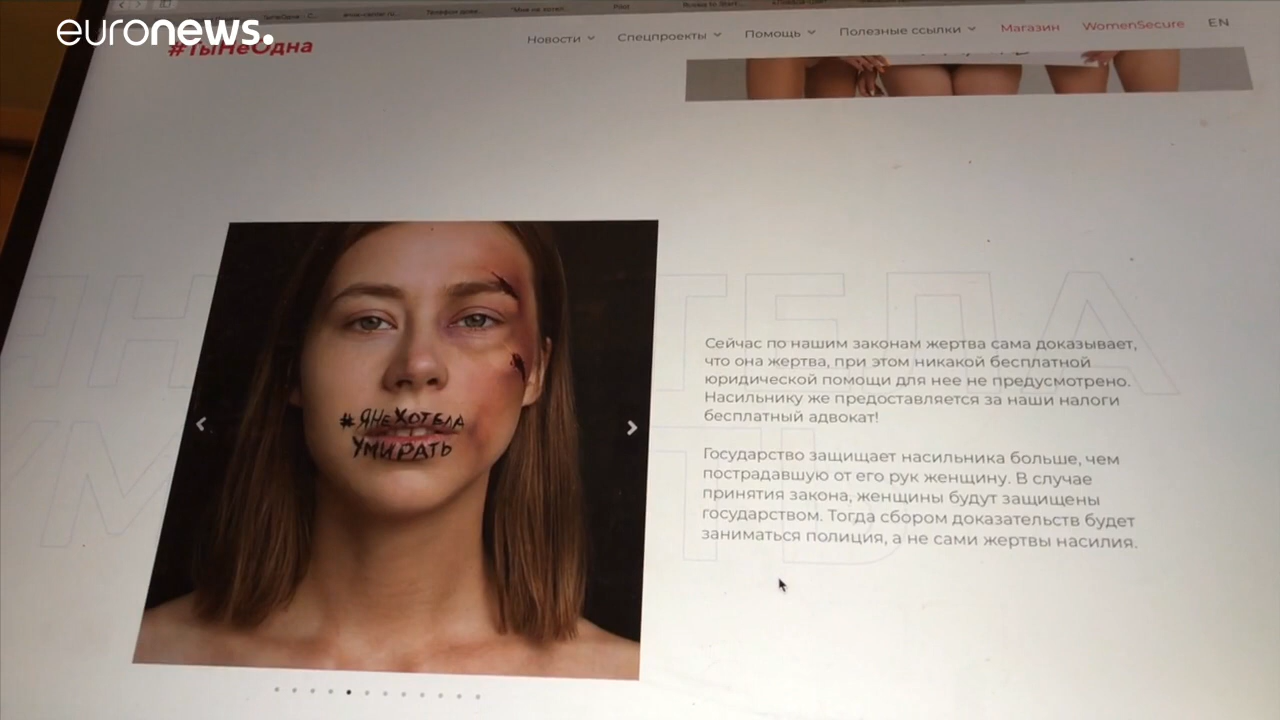 euronews.
#ТыНеОдна
Новости
Спецпроекты
Помощь
Полезные ссылки
Магазин
WomenSecure
EN
#ЯНеХотела
Умирать
Сейчас по нашим законам жертва сама доказывает,
что она жертва, при этом никакой бесплатной
юридической помощи для нее не предусмотрено.
Насильнику же предоставляется за наши налоги
бесплатный адвокат!
Государство защищает насильника больше, чем
пострадавшую от его рук женщину. В случае
принятия закона, женщины будут защищены
государством. Тогда сбором доказательств будет
заниматься полиция, а не сами жертвы насилия.